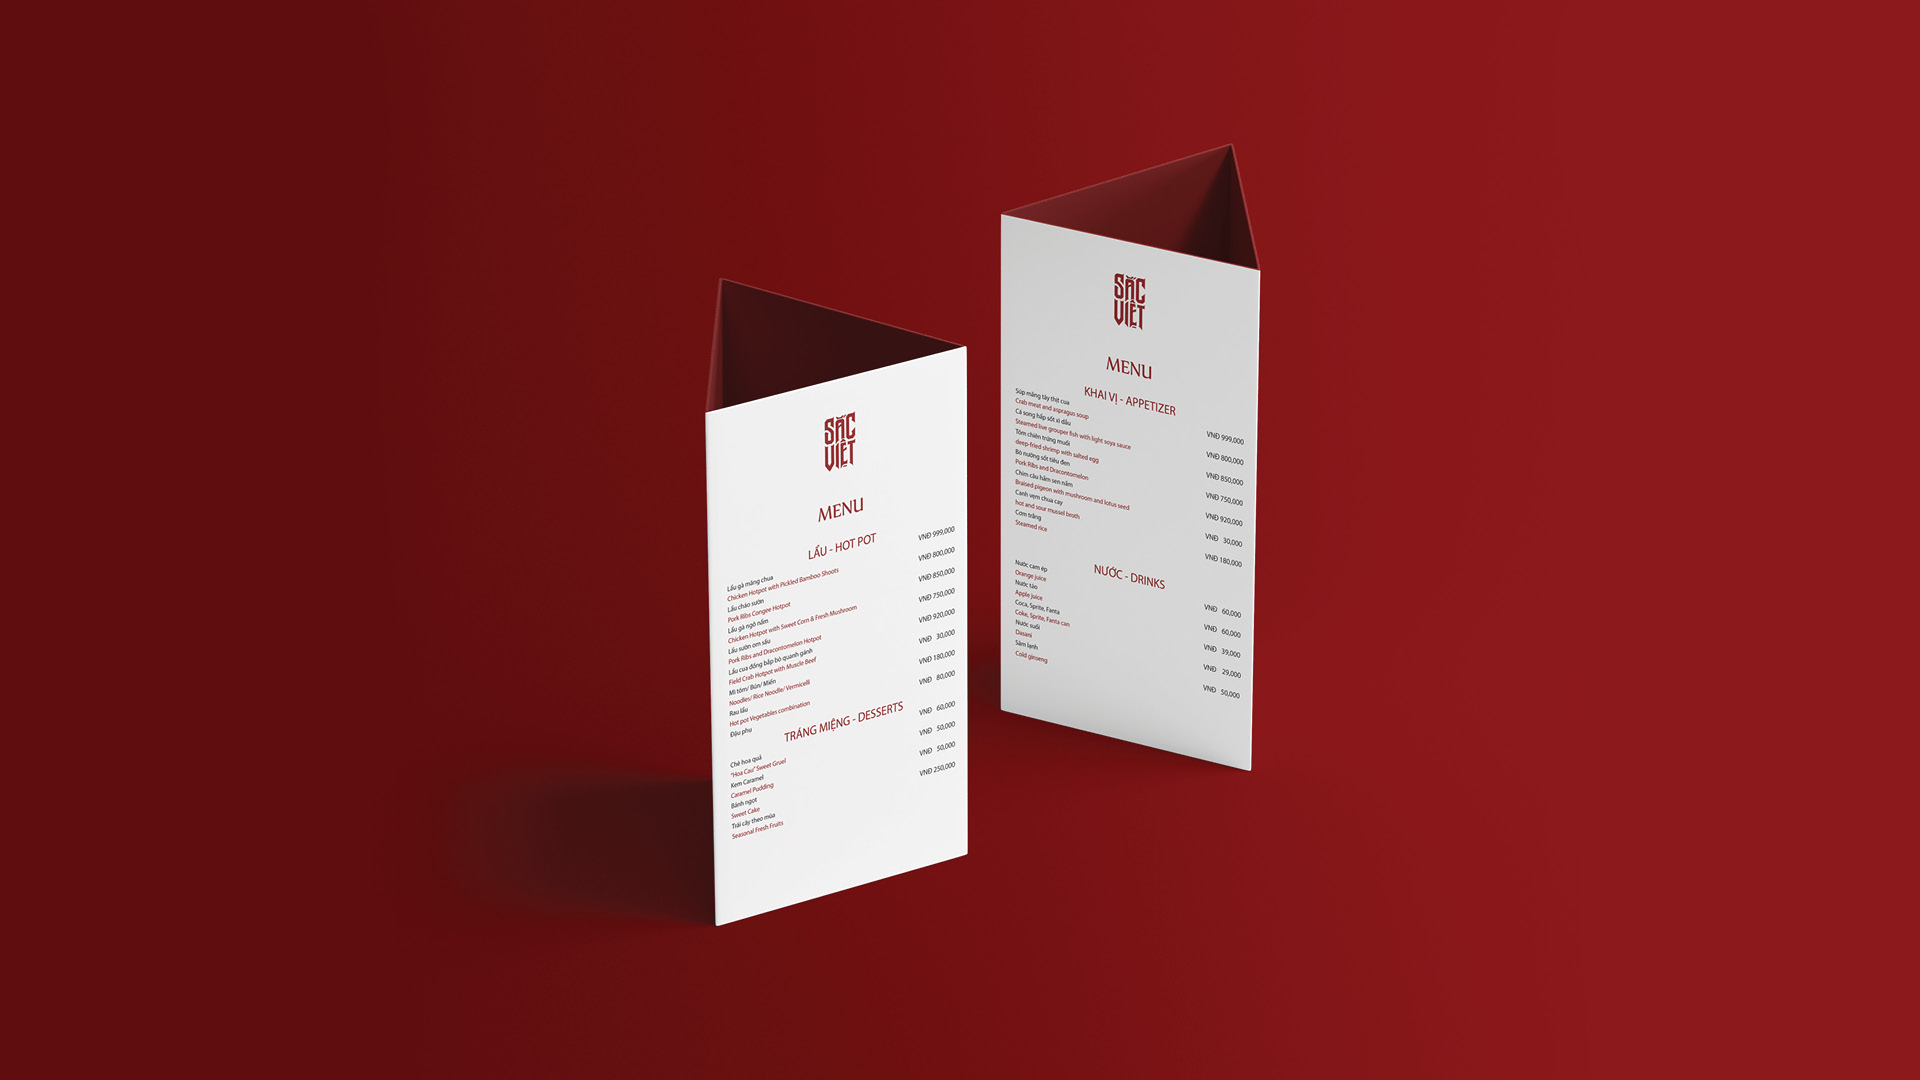 SẮC
VIỆT
MENU
LẨU - HOT POT
Lẩu gà măng chua
Chicken Hotpot with Pickled Bamboo Shoots
Lẩu cháo sườn
Pork Ribs Congee Hotpot
Lẩu gà ngô nấm
Chicken Hotpot with Sweet Corn & Fresh Mushroom
Lẩu sườn om sấu
Pork Ribs and Dracontomelon Hotpot
Lẩu cua đồng bắp bò quanh gánh
Field Crab Hotpot with Muscle Beef
Mì tôm/ Bún/ Miến
Noodles/ Rice Noodle/ Vermicelli
Rau lẩu
Hot pot Vegetables combination
Đậu phụ
VNĐ 999,000
VNĐ 800,000
VNĐ 850,000
VNĐ 750,000
VNĐ 920,000
VNĐ 30,000
VNĐ 180,000
VNĐ 80,000
TRÁNG MIỆNG - DESSERTS
Chè hoa quả
"Hoa Cau" Sweet Gruel
Kem Caramel
Caramel Pudding
Bánh ngọt
Sweet Cake
Trái cây theo mùa
Seasonal Fresh Fruits
VNĐ 60,000
VNĐ 50,000
VNĐ 50,000
VNĐ 250,000
SẮC
VIỆT
MENU
KHAI VỊ - APPETIZER
Súp măng tây thịt cua
Crab meat and aspragus soup
Cá song hấp sốt xì dầu
Steamed live grouper fish with light soya sauce
Tôm chiên trứng muối
deep-fried shrimp with salted egg
Bò nướng sốt tiêu đen
Pork Ribs and Dracontomelon
Chim câu hầm sen nấm
Braised pigeon with mushroom and lotus seed
Canh vẹm chua cay
hot and sour mussel broth
Cơm trắng
Steamed rice
VNĐ 999,000
VNĐ 800,000
VNĐ 850,000
VNĐ 750,000
VNĐ 920,000
VNĐ 30,000
VNĐ 180,000
NƯỚC - DRINKS
Nước cam ép
Orange juice
Nước táo
Apple juice
Coca, Sprite, Fanta
Coke, Sprite, Fanta can
Nước suối
Dasani
Sâm lạnh
Cold ginseng
VNĐ 60,000
VNĐ 60,000
VNĐ 39,000
VNĐ 29,000
VNĐ 50,000